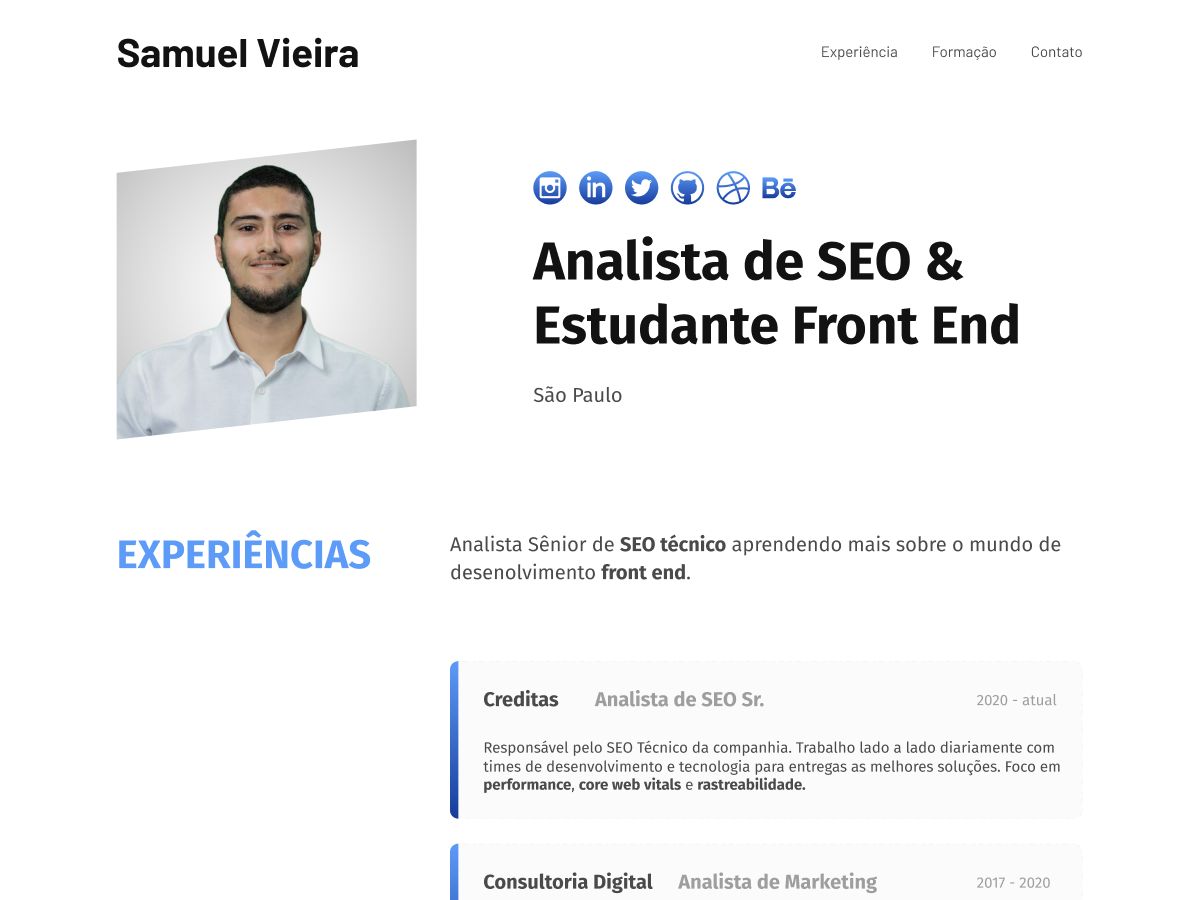 Samuel Vieira
Experiência Formação Contato
in Bē
Analista de SEO &
Estudante Front End
São Paulo
EXPERIÊNCIAS
Analista Sênior de SEO técnico aprendendo mais sobre o mundo de
desenolvimento front end.
Creditas Analista de SEO Sr. 2020 - atual
Responsável pelo SEO Técnico da companhia. Trabalho lado a lado diariamente com
times de desenvolvimento e tecnologia para entregas as melhores soluções. Foco em
performance, core web vitals e rastreabilidade.
Consultoria Digital Analista de Marketing 2017 - 2020